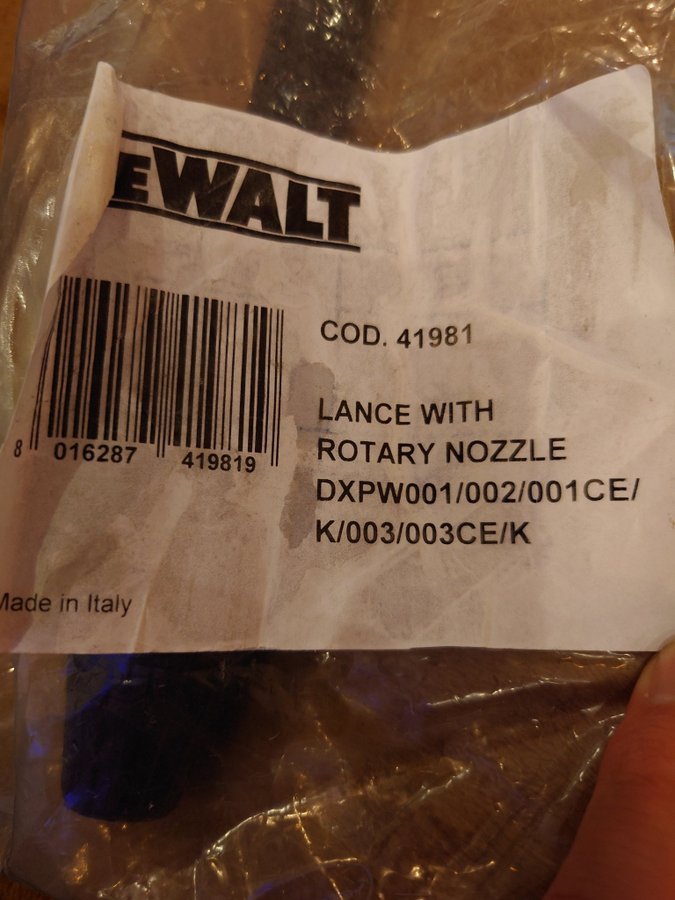 EWALT
COD. 41981
8 016287 419819
LANCE WITH
ROTARY NOZZLE
DXPW001/002/001CE/
K/003/003CE/K
Made in Italy